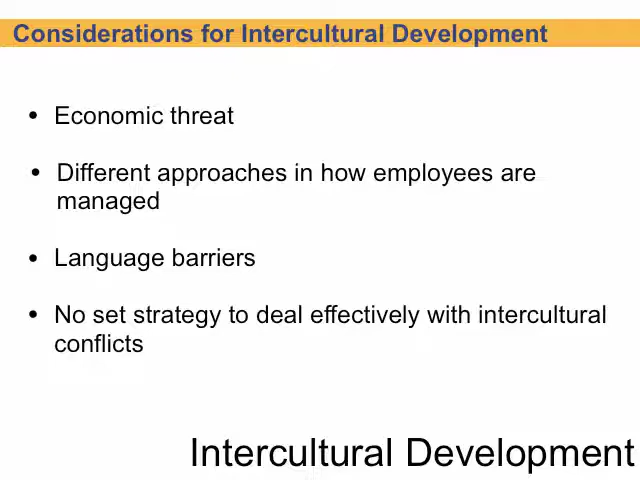 Considerations for Intercultural Development
• Economic threat
• Different approaches in how employees are
managed
• Language barriers
• No set strategy to deal effectively with intercultural
conflicts
Intercultural Development